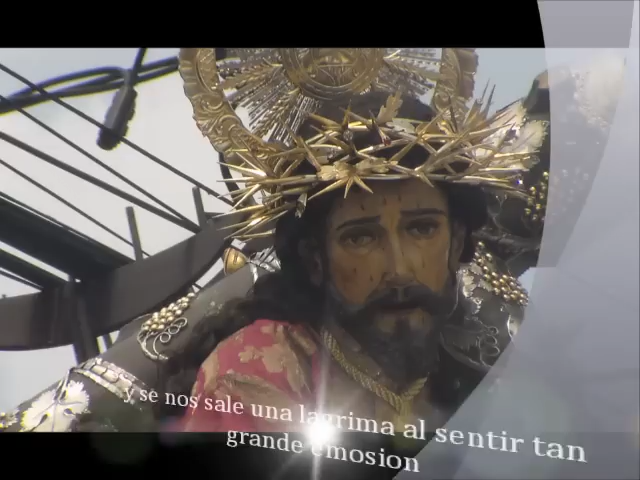 y se nos sale una lagrima al sentir tan
grande emosion